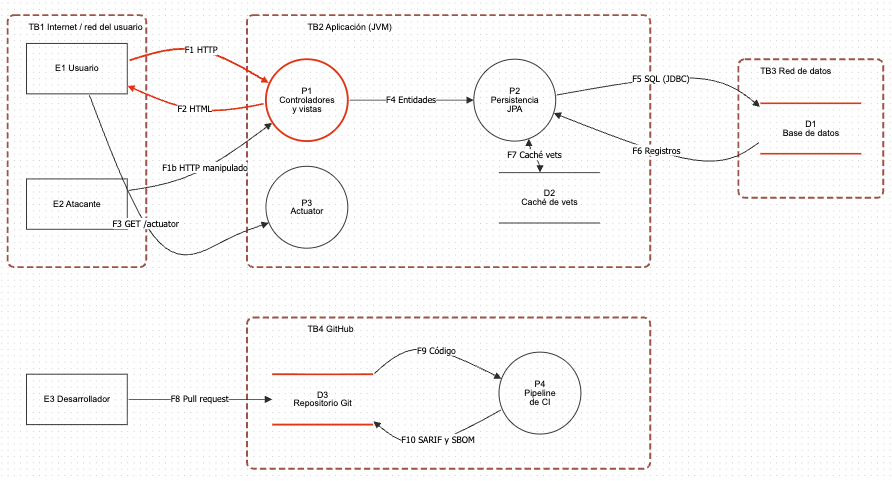 TB1 Internet / red del usuario
TB2 Aplicación (JVM)
TB3 Red de datos
E1 Usuario
F1 HTTP
F2 HTML
P1
Controladores
y vistas
F4 Entidades
P2
Persistencia
JPA
F5 SQL (JDBC)
F6 Registros
D1
Base de datos
F7 Caché vets
D2
Caché de vets
F1b HTTP manipulado
E2 Atacante
F3 GET /actuator
P3
Actuator
TB4 GitHub
E3 Desarrollador
F8 Pull request
D3
Repositorio Git
F9 Código
P4
Pipeline
de CI
F10 SARIF y SBOM